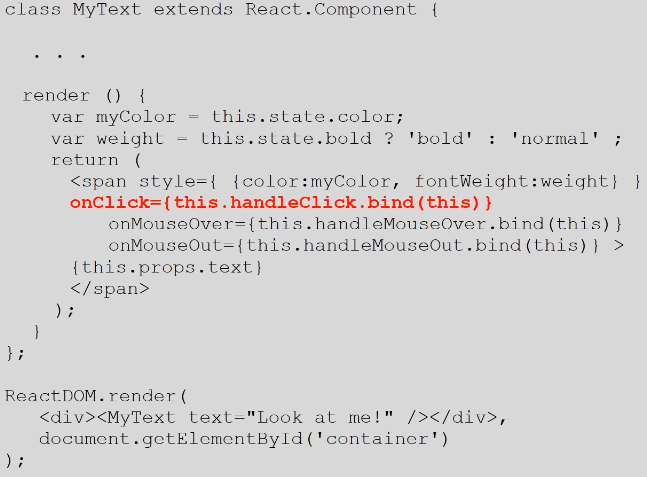 class MyText extends React.Component {
. . .
render () {
var myColor = this.state.color;
var weight = this.state.bold ? 'bold' : 'normal' ;
return (
<span style={ {color:myColor, fontWeight:weight} }
onClick={this.handleClick.bind(this)}
onMouseOver={this.handleMouseOver.bind(this)}
onMouseOut={this.handleMouseOut.bind(this)} >
{this.props.text}
</span>
);
}
};
ReactDOM.render(
<div><MyText text="Look at me!" /></div>,
document.getElementById('container')
);